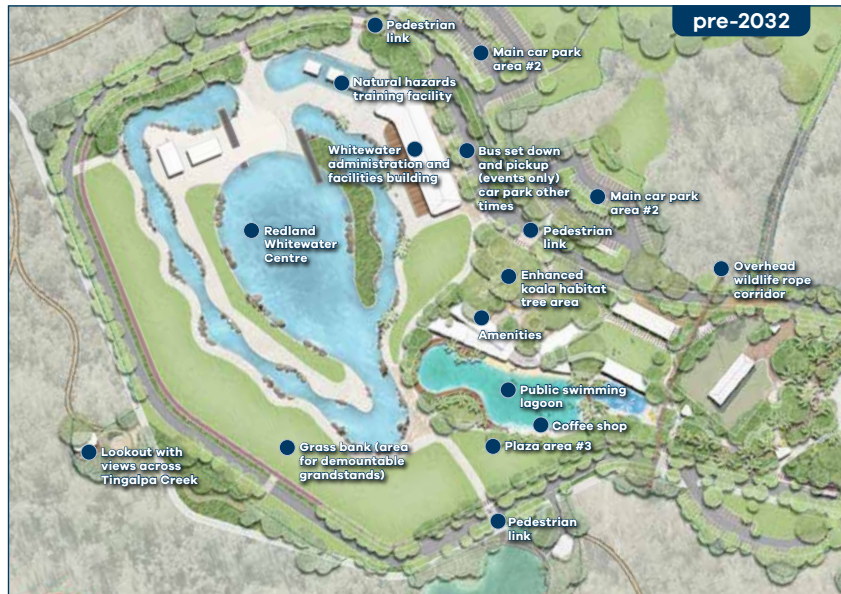 pre-2032
Pedestrian
link
Main car park
area #2
Natural hazards
training facility
Whitewater
administration and
facilities building
Bus set down
and pickup
(events only)
car park other
times
Main car park
area #2
Redland
Whitewater
Centre
Pedestrian
link
Enhanced
koala habitat
tree area
Overhead
wildlife rope
corridor
Amenities
Public swimming
lagoon
Coffee shop
Plaza area #3
Lookout with
views across
Tingalpa Creek
Grass bank (area
for demountable
grandstands)
Pedestrian
link